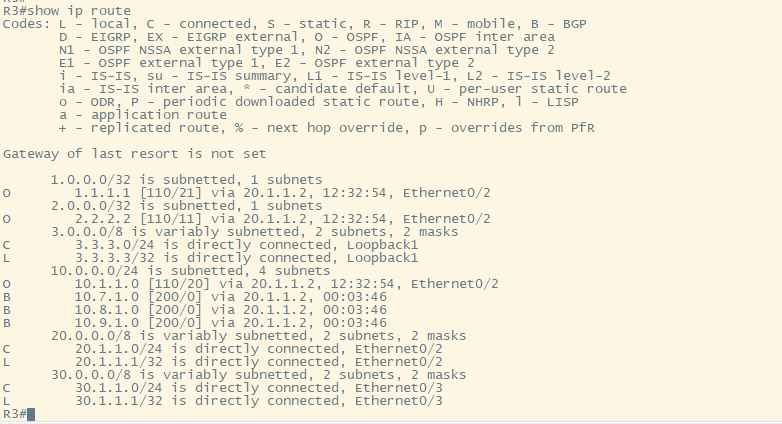 R3#show ip route
Codes: L - local, C - connected, S - static, R - RIP, M - mobile, B - BGP
       D - EIGRP, EX - EIGRP external, O - OSPF, IA - OSPF inter area
       N1 - OSPF NSSA external type 1, N2 - OSPF NSSA external type 2
       E1 - OSPF external type 1, E2 - OSPF external type 2
       i - IS-IS, su - IS-IS summary, L1 - IS-IS level-1, L2 - IS-IS level-2
       ia - IS-IS inter area, * - candidate default, U - per-user static route
       o - ODR, P - periodic downloaded static route, H - NHRP, l - LISP
       a - application route
       + - replicated route, % - next hop override, p - overrides from PfR
Gateway of last resort is not set
      1.0.0.0/32 is subnetted, 1 subnets
O        1.1.1.1 [110/21] via 20.1.1.2, 12:32:54, Ethernet0/2
      2.0.0.0/32 is subnetted, 1 subnets
O        2.2.2.2 [110/11] via 20.1.1.2, 12:32:54, Ethernet0/2
      3.0.0.0/8 is variably subnetted, 2 subnets, 2 masks
C        3.3.3.0/24 is directly connected, Loopback1
L        3.3.3.3/32 is directly connected, Loopback1
      10.0.0.0/24 is subnetted, 4 subnets
O        10.1.1.0 [110/20] via 20.1.1.2, 12:32:54, Ethernet0/2
B        10.7.1.0 [200/0] via 20.1.1.2, 00:03:46
B        10.8.1.0 [200/0] via 20.1.1.2, 00:03:46
B        10.9.1.0 [200/0] via 20.1.1.2, 00:03:46
      20.0.0.0/8 is variably subnetted, 2 subnets, 2 masks
C        20.1.1.0/24 is directly connected, Ethernet0/2
L        20.1.1.1/32 is directly connected, Ethernet0/2
      30.0.0.0/8 is variably subnetted, 2 subnets, 2 masks
C        30.1.1.0/24 is directly connected, Ethernet0/3
L        30.1.1.1/32 is directly connected, Ethernet0/3
R3#